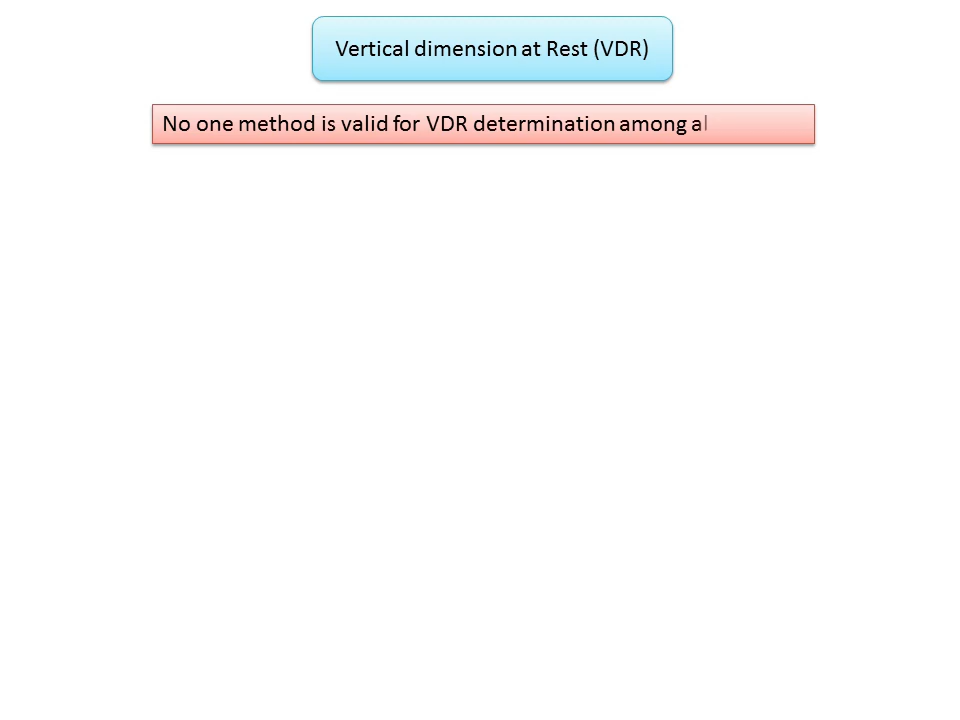 Vertical dimension at Rest (VDR)
No one method is valid for VDR determination among al